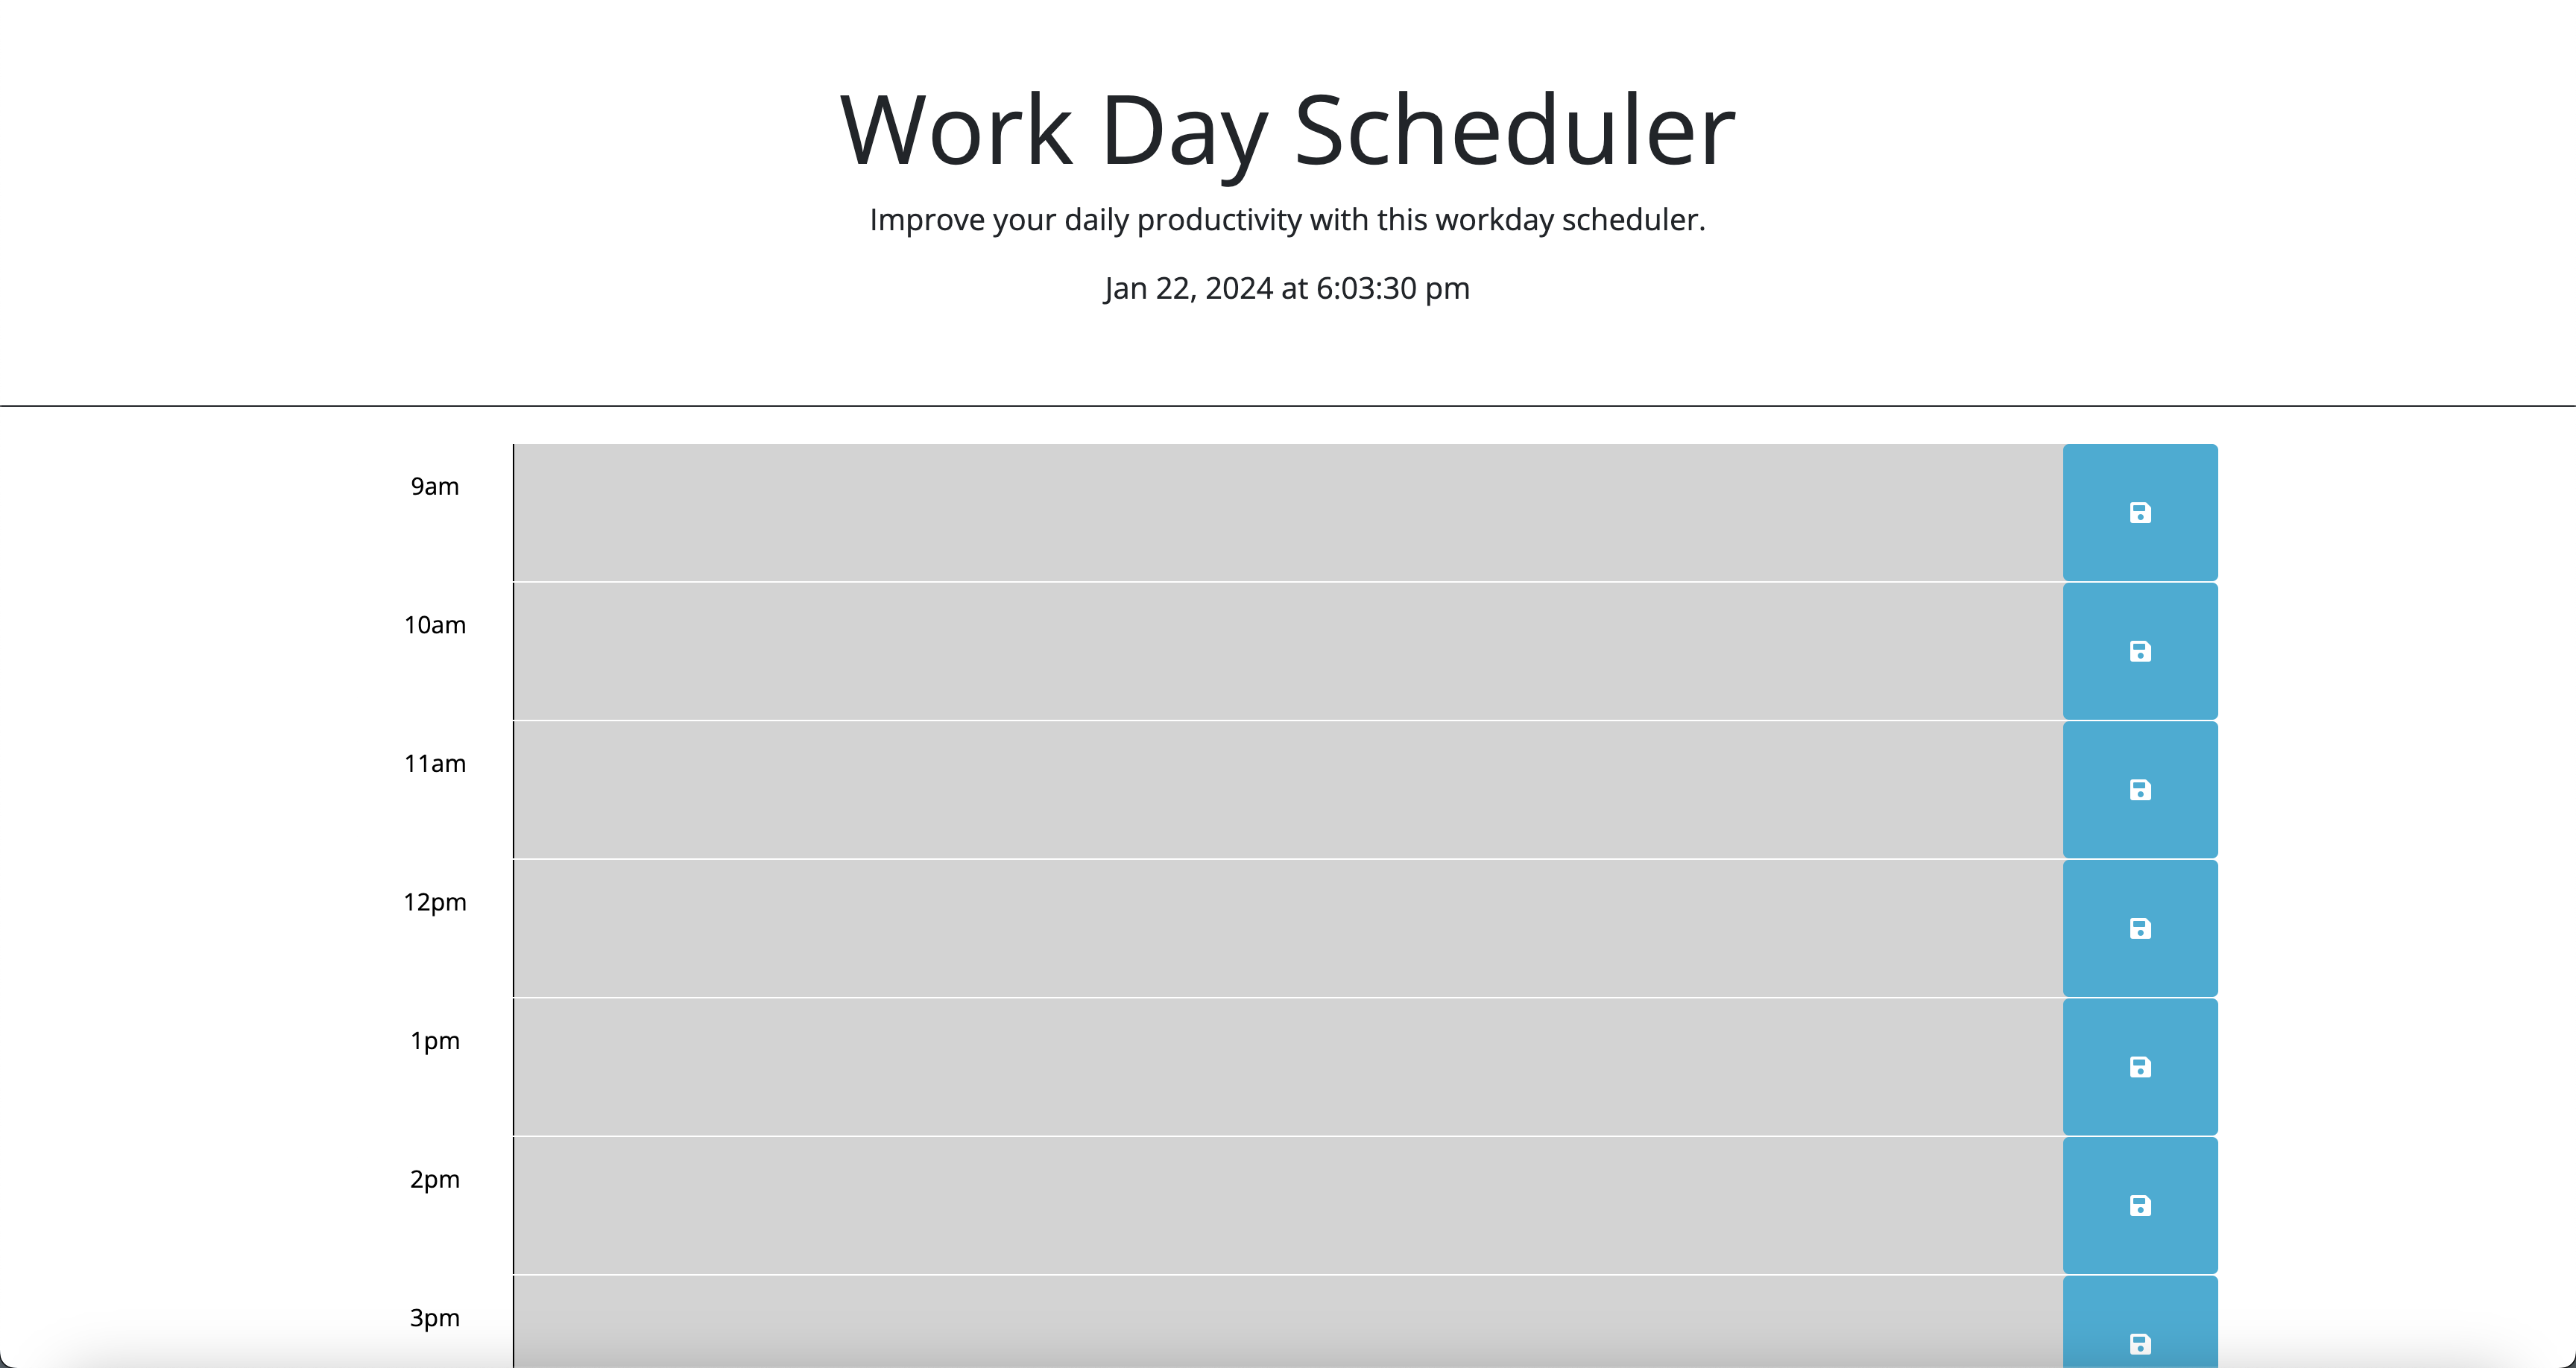 Work Day Scheduler
Improve your daily productivity with this workday scheduler.
Jan 22, 2024 at 6:03:30 pm
9am
10am
11am
12pm
1pm
2pm
3pm